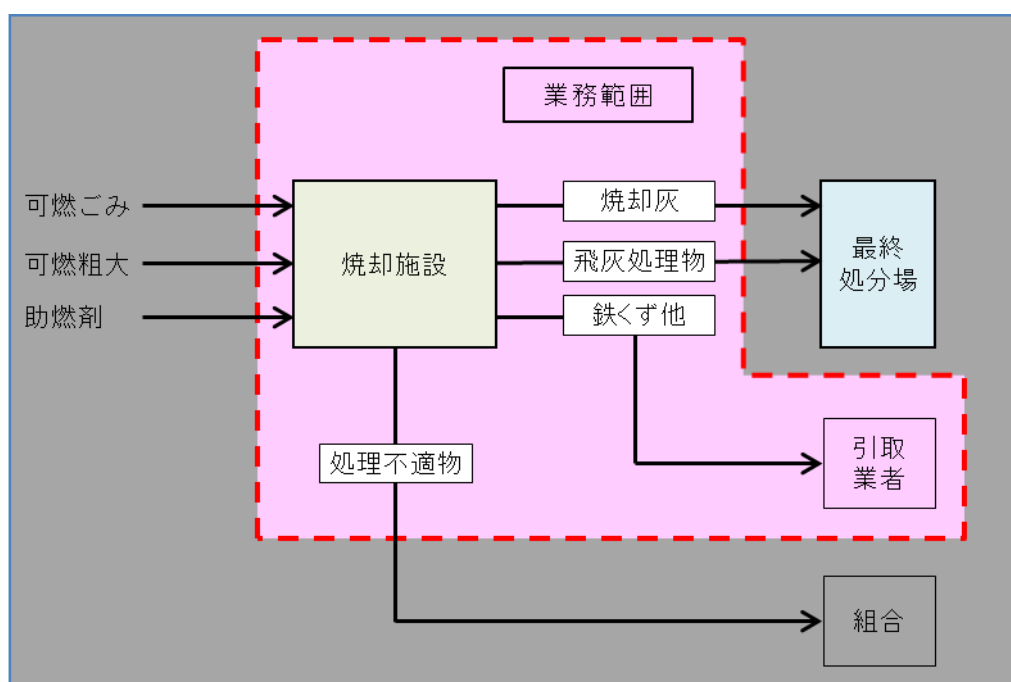 業務範囲
可燃ごみ
可燃粗大
助燃剤
焼却施設
焼却灰
飛灰処理物
鉄くず他
最終
処分場
処理不適物
引取
業者
組合